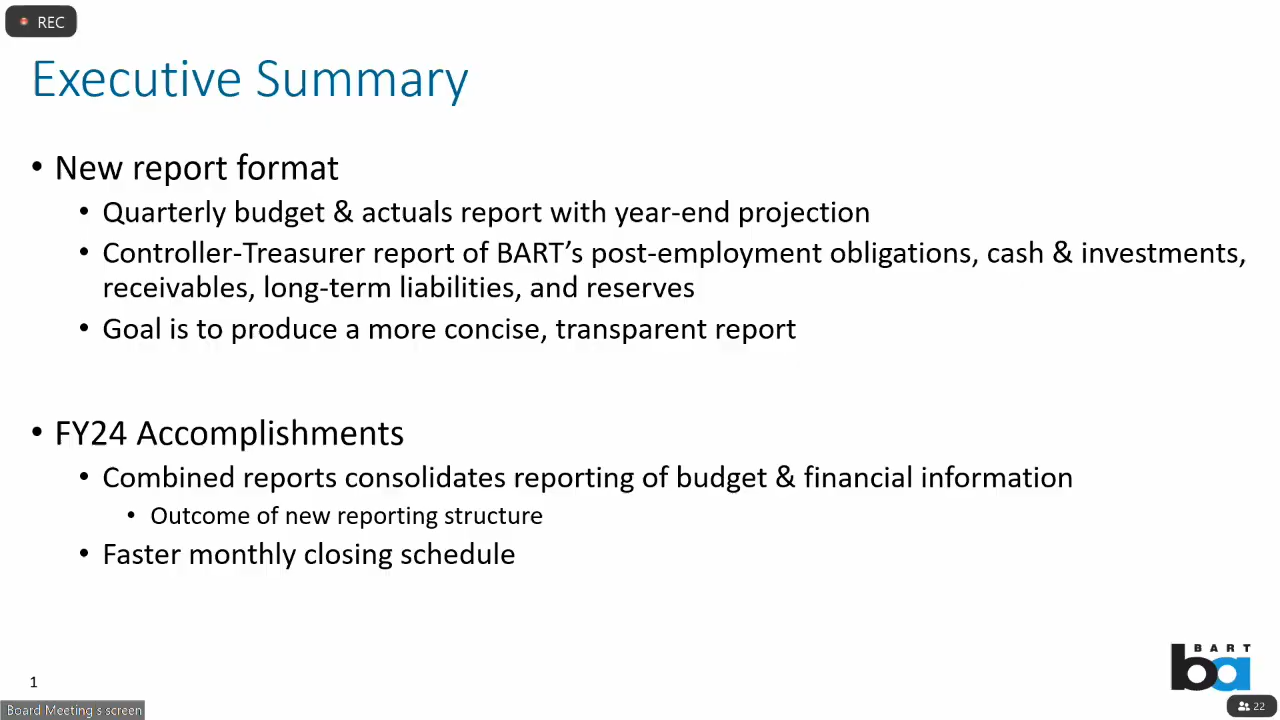 REC
Executive Summary
• New report format
• Quarterly budget & actuals report with year-end projection
• Controller-Treasurer report of BART’s post-employment obligations, cash & investments,
receivables, long-term liabilities, and reserves
• Goal is to produce a more concise, transparent report
• FY24 Accomplishments
• Combined reports consolidates reporting of budget & financial information
• Outcome of new reporting structure
• Faster monthly closing schedule
BART
ba
1
Board Meeting s screen
22